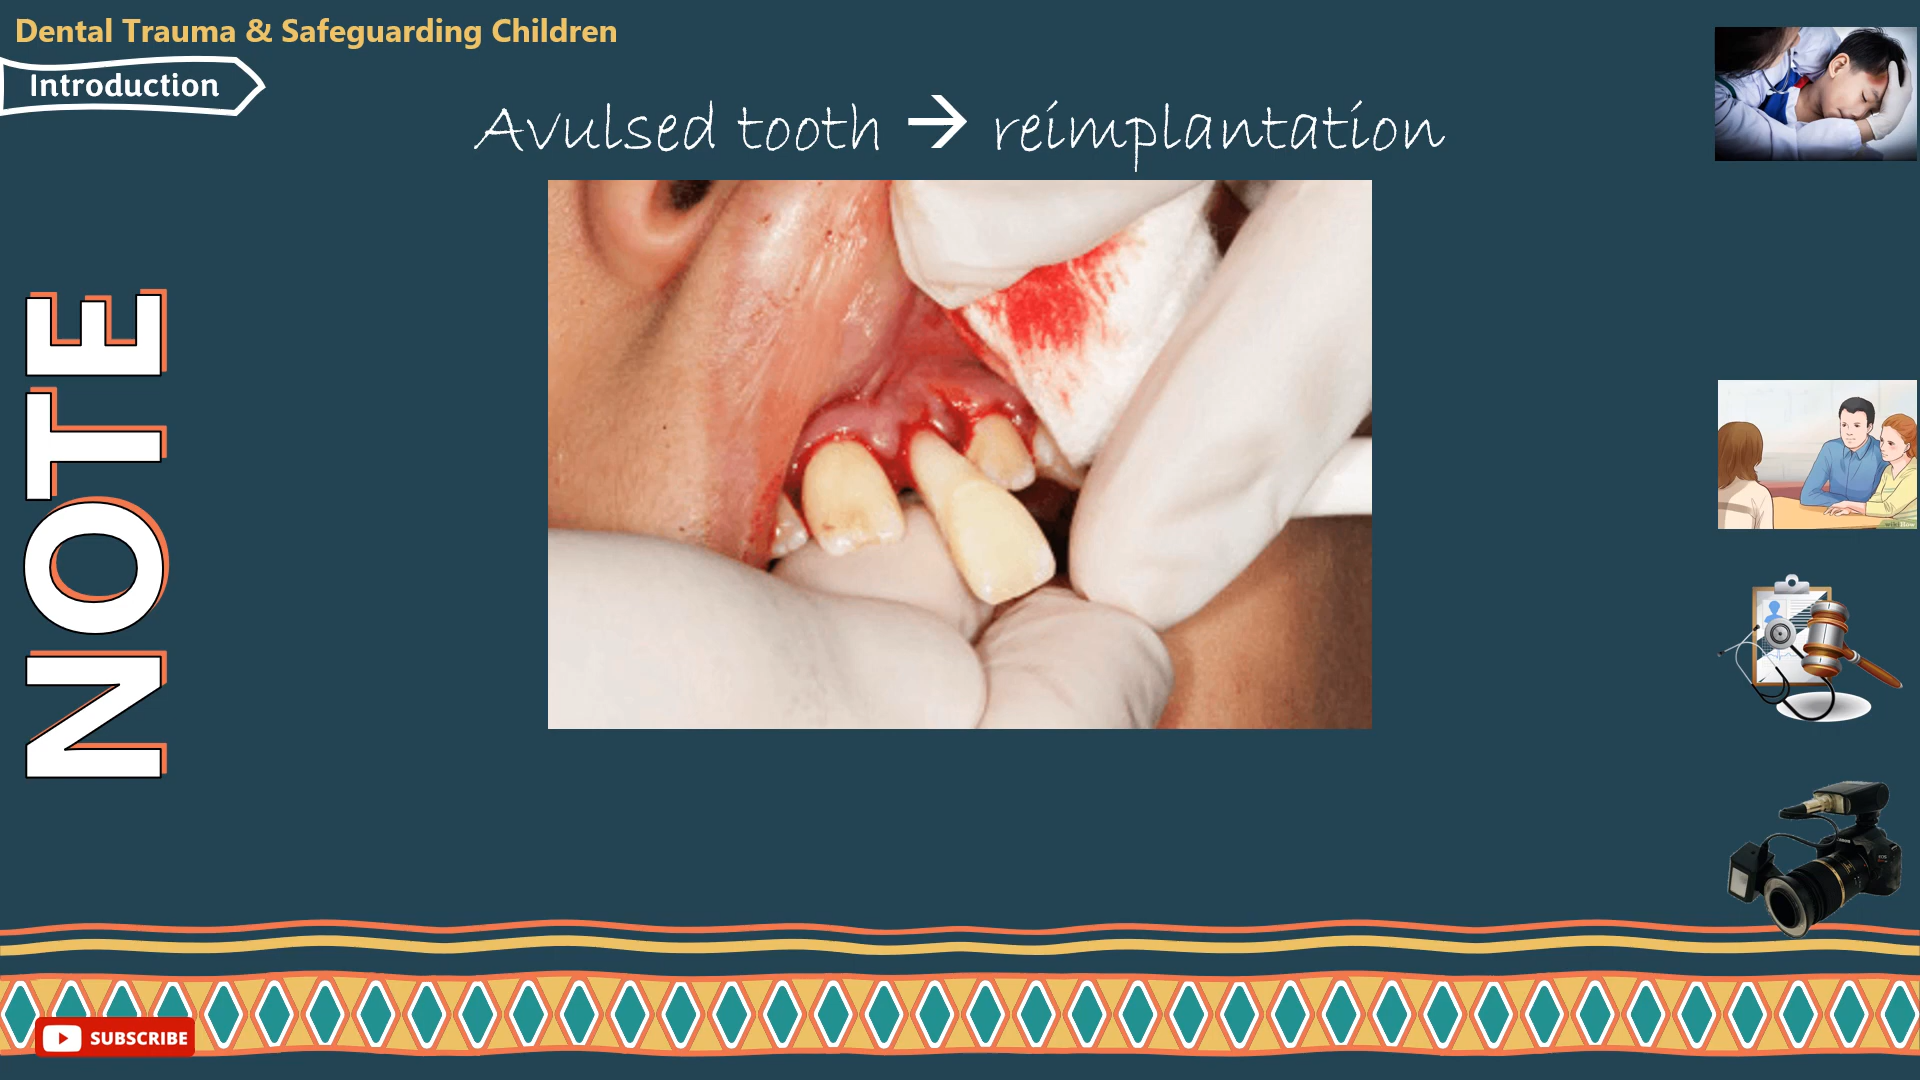 Dental Trauma & Safeguarding Children
Introduction
Avulsed tooth → reimplantation
NOTE
SUBSCRIBE